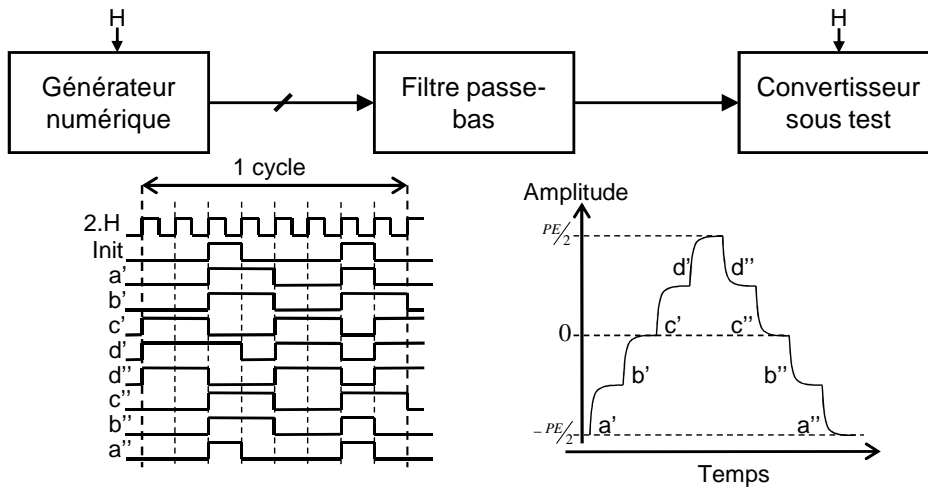 H
H
Générateur
numérique
Filtre passe-
bas
Convertisseur
sous test
1 cycle
2.H
Init
a'
b'
c'
d'
d''
c''
b''
a''
Amplitude
PE/2
d'
d''
0
c'
c''
b'
b''
-PE/2
a'
a''
Temps